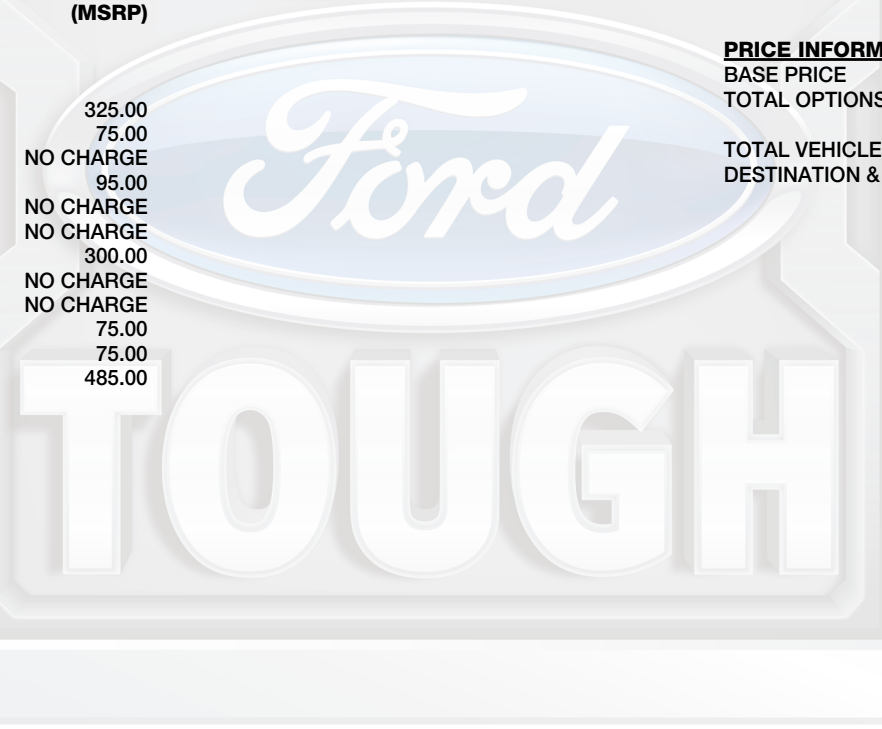 (MSRP)
325.00
75.00
NO CHARGE
95.00
NO CHARGE
NO CHARGE
300.00
NO CHARGE
NO CHARGE
75.00
75.00
485.00
PRICE INFORM
BASE PRICE
TOTAL OPTIONS
TOTAL VEHICLE
DESTINATION &
Ford
TOUGH